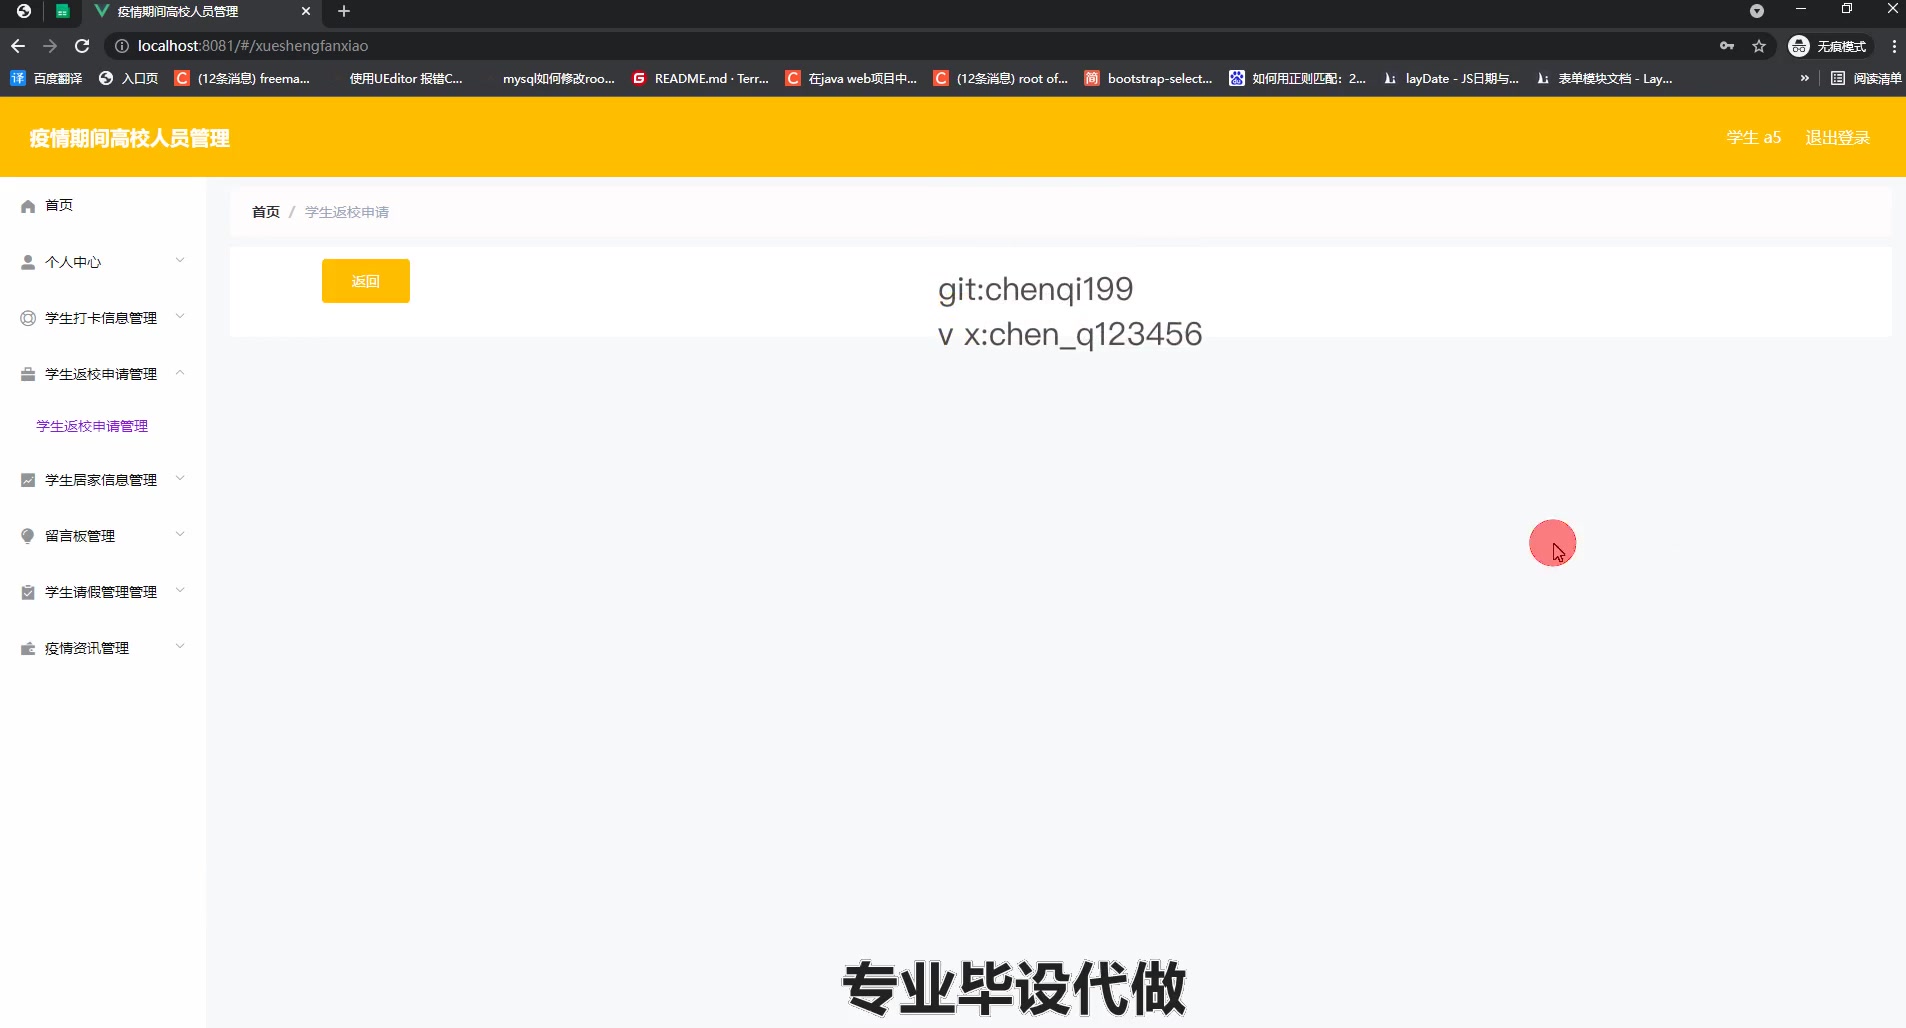 疫情期间高校人员管理
localhost:8081/#/xueshengfanxiao
无痕模式
百度翻译
入口页
(12条消息) freema...
使用UEditor 报错C...
mysql如何修改roo...
README.md · Terr...
在java web项目中...
(12条消息) root of...
bootstrap-select...
如何用正则匹配：2...
layDate - JS日期与...
表单模块文档 - Lay...
»
阅读清单
疫情期间高校人员管理
学生 a5
退出登录
首页
个人中心
学生打卡信息管理
学生返校申请管理
学生返校申请管理
学生居家信息管理
留言板管理
学生请假管理管理
疫情资讯管理
首页 / 学生返校申请
返回
git:chenqi199
v x:chen_q123456
专业毕设代做